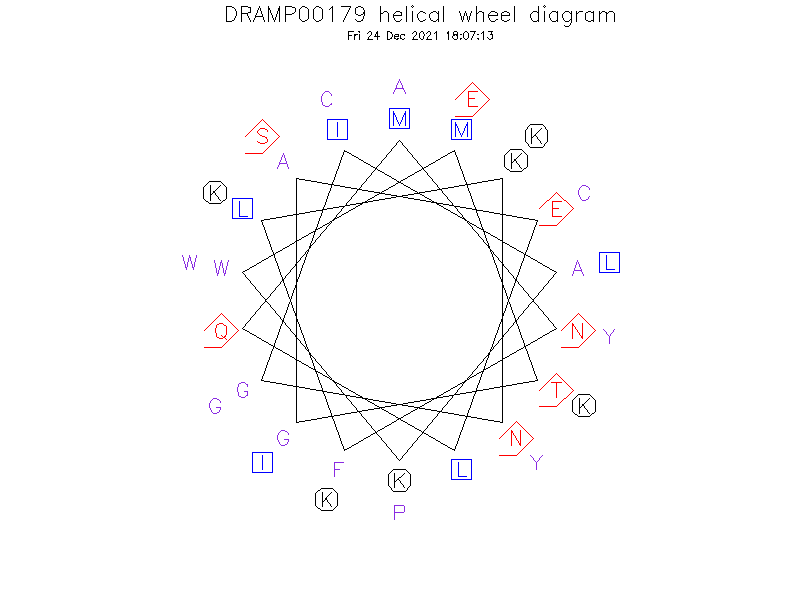 DRAMP00179 helical wheel diagram
Fri 24 Dec 2021 18:07:13
A
C E
M
I M
S K
A K
K L E C
W W A L
Q N Y
G T K
G
G N
I F K L Y
K P